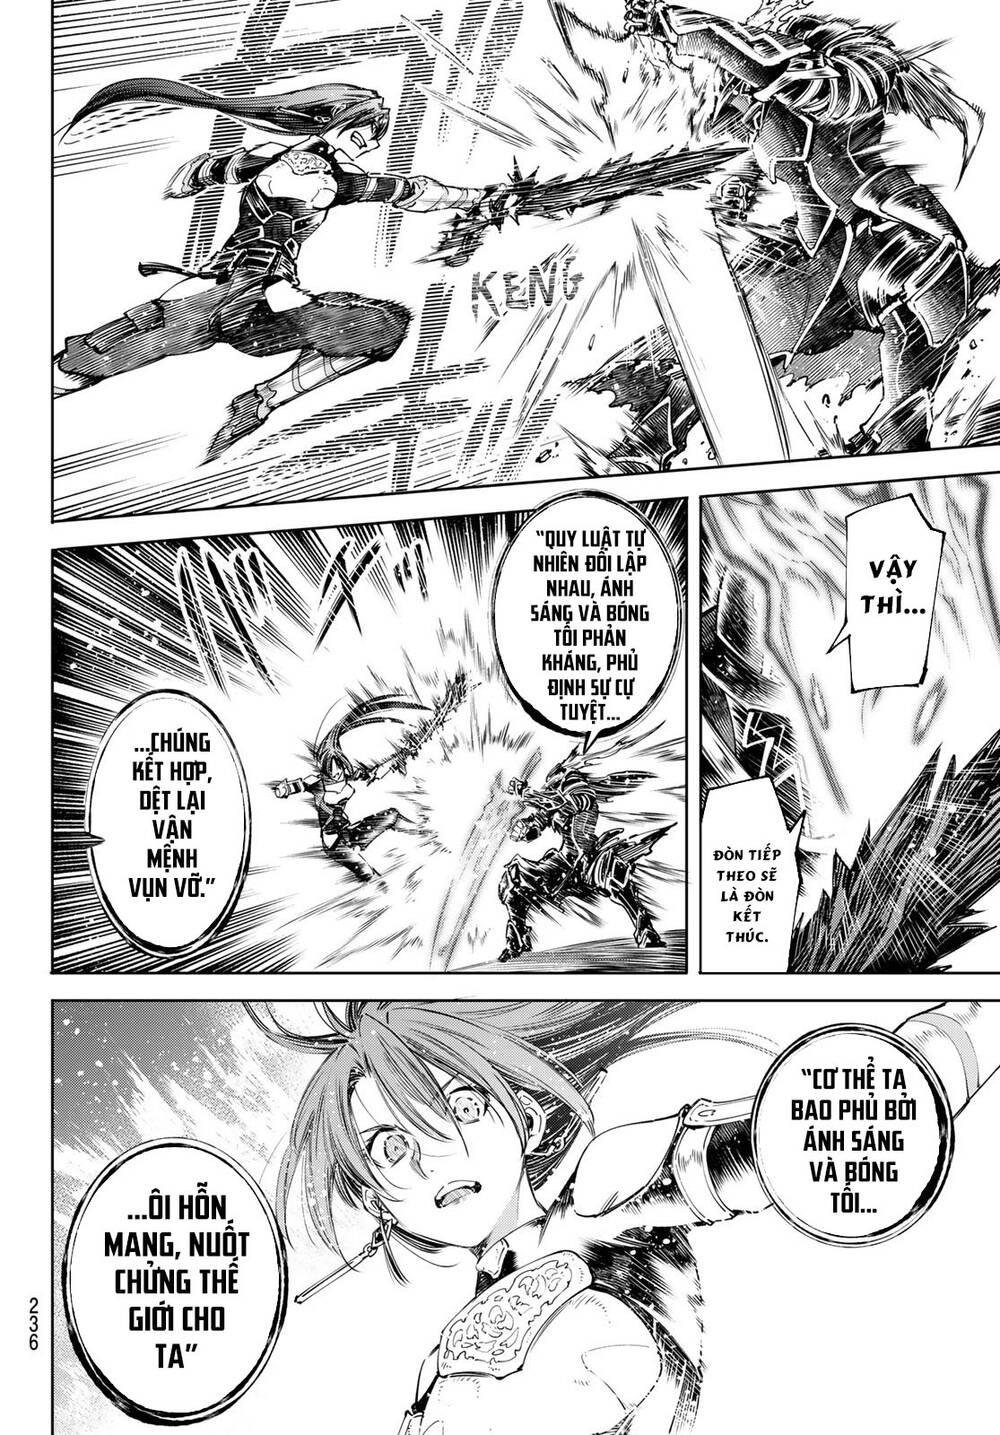 KENG
VẬY
THÌ...
ĐÒN TIẾP
THEO SẼ
LÀ ĐÒN
KẾT
THÚC.
“QUY LUẬT TỰ
NHIÊN ĐỐI LẬP
NHAU, ÁNH
SÁNG VÀ BÓNG
TỐI PHẢN
KHÁNG, PHỦ
ĐỊNH SỰ CỰ
TUYỆT...
...CHÚNG
KẾT HỢP,
DỆT LẠI
VẬN
MỆNH
VỤN VỠ.”
“CƠ THỂ TA
BAO PHỦ BỞI
ÁNH SÁNG
VÀ BÓNG
TỐI...
...ÔI HỖN
MANG, NUỐT
CHỬNG THẾ
GIỚI CHO
TA”
236